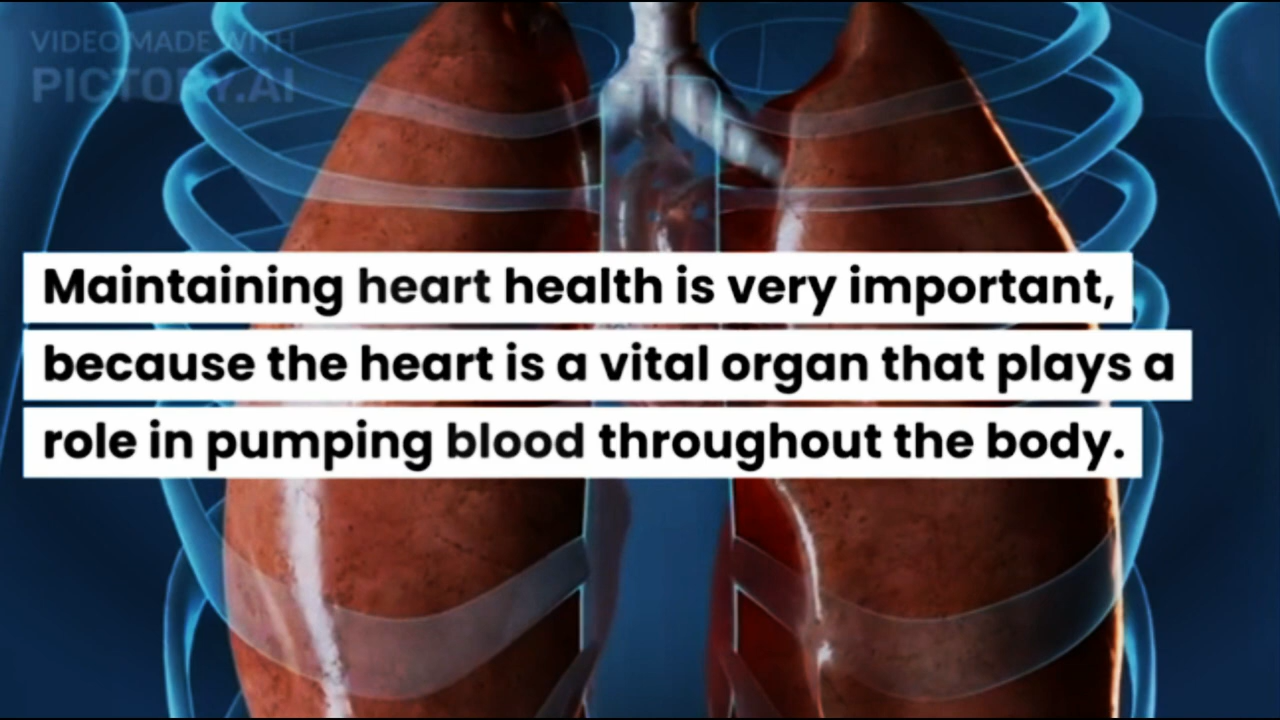 VIDEO MADE WITH
PICTORY.AI
Maintaining heart health is very important,
because the heart is a vital organ that plays a
role in pumping blood throughout the body.